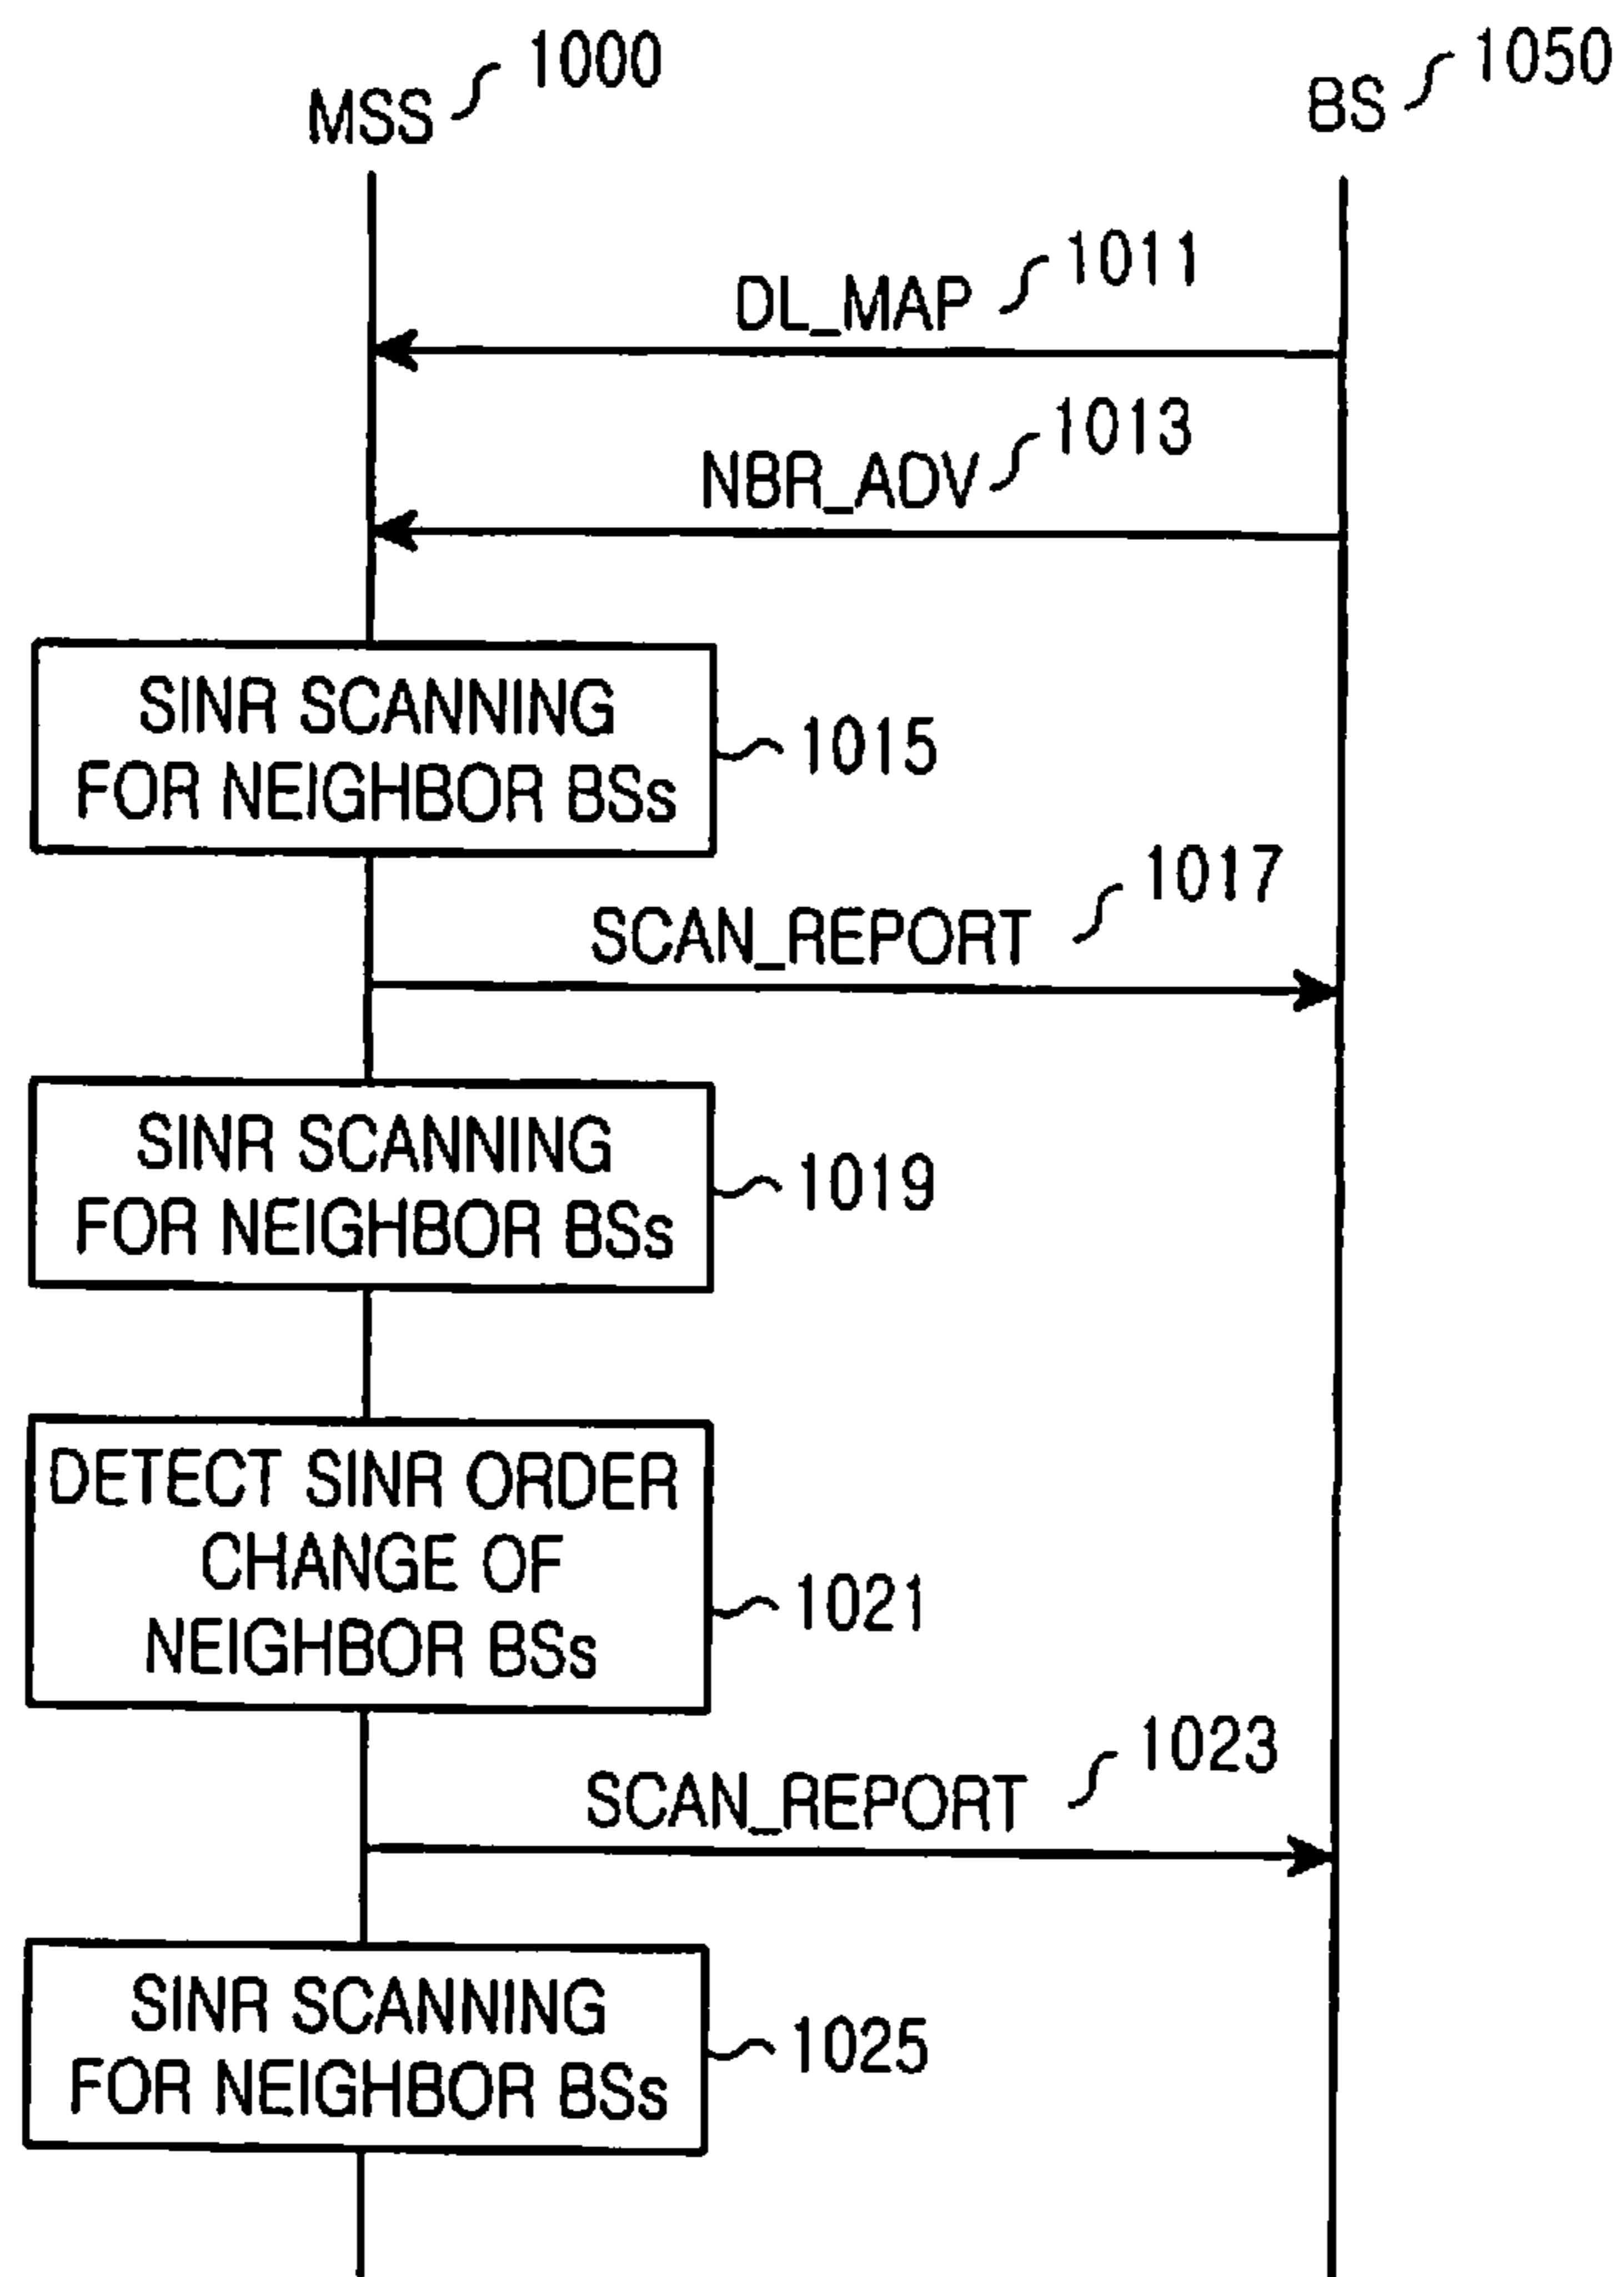 MSS 1000
BS 1050
DL_MAP 1011
NBR_ADV 1013
SINR SCANNING
FOR NEIGHBOR BSs
1015
SCAN_REPORT 1017
SINR SCANNING
FOR NEIGHBOR BSs
1019
DETECT SINR ORDER
CHANGE OF
NEIGHBOR BSs
1021
SCAN_REPORT 1023
SINR SCANNING
FOR NEIGHBOR BSs
1025